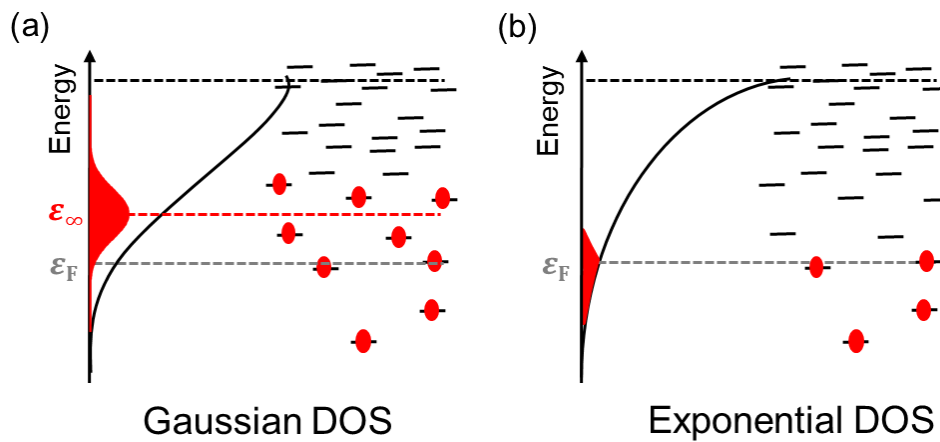 (a)
Energy
ε∞
εF
Gaussian DOS
(b)
Energy
εF
Exponential DOS